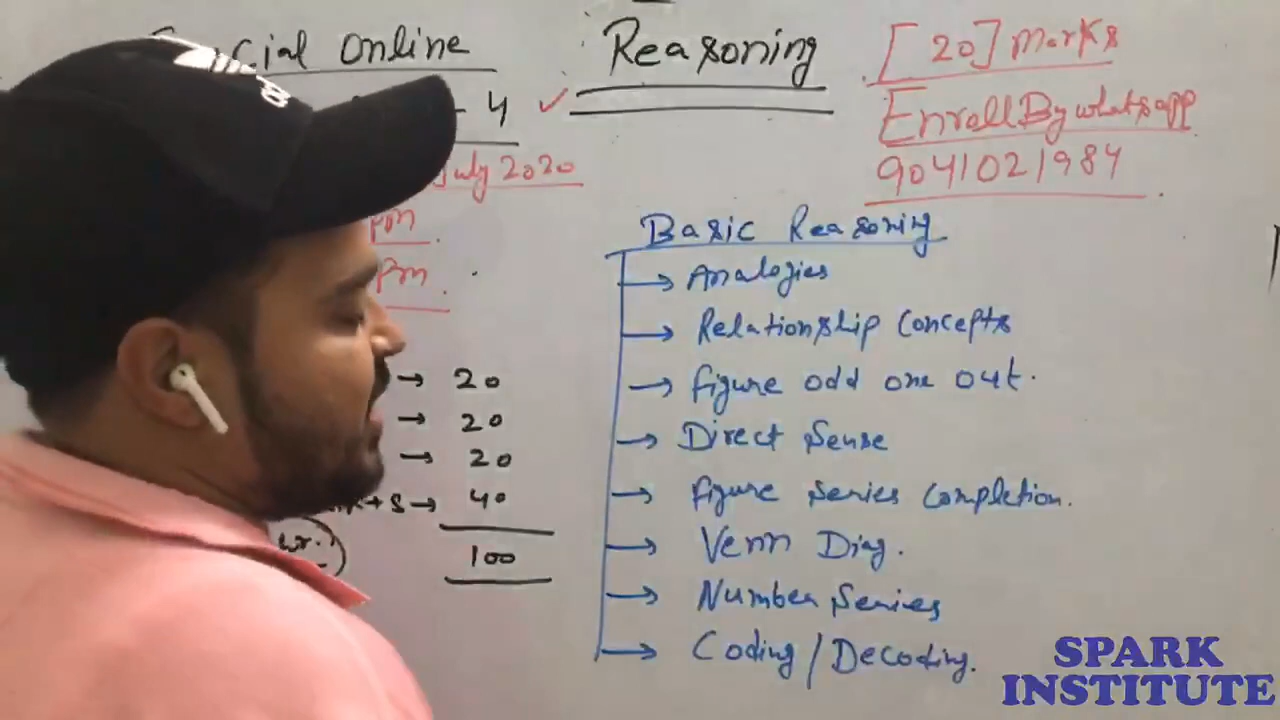 Online
Reasoning
[20] Marks
- 4 ✓
Enroll By whatsapp
July 2020
9041021984
pm
pm
Basic Reasoning
→ Analogies
→ Relationship Concepts
→ figure odd one out.
→ Direct Sense
→ figure series completion.
→ Venn Diag.
→ Number Series
→ Coding / Decoding.
→ 20
→ 20
→ 20
+ S → 40
100
SPARK
INSTITUTE